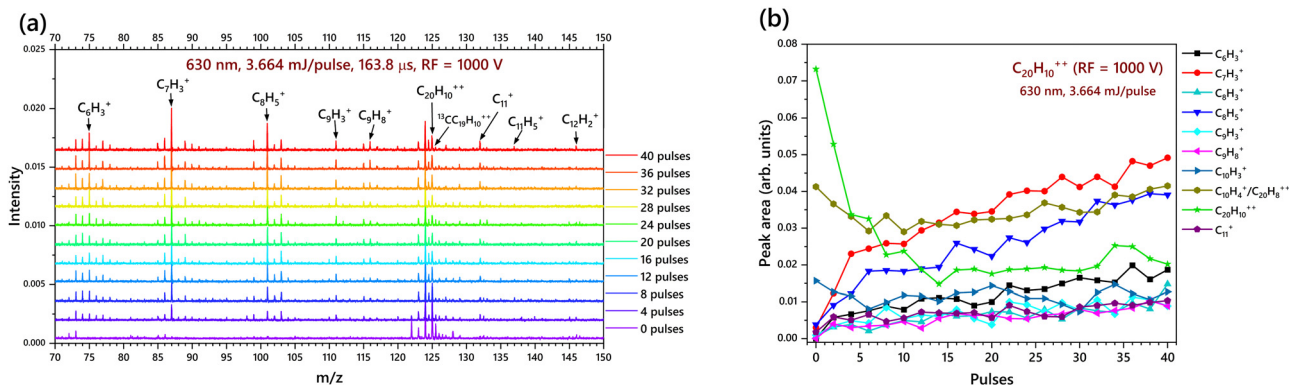 (a)
70 75 80 85 90 95 100 105 110 115 120 125 130 135 140 145 150
0.025
0.020
0.015
0.010
0.005
0.000
Intensity
630 nm, 3.664 mJ/pulse, 163.8 μs, RF = 1000 V
C₆H₃⁺
C₇H₃⁺
C₈H₅⁺
C₉H₃⁺
C₉H₈⁺
C₂₀H₁₀⁺⁺
¹³CC₁₉H₁₀⁺⁺
C₁₁⁺
C₁₁H₅⁺
C₁₂H₂⁺
40 pulses
36 pulses
32 pulses
28 pulses
24 pulses
20 pulses
16 pulses
12 pulses
8 pulses
4 pulses
0 pulses
70 75 80 85 90 95 100 105 110 115 120 125 130 135 140 145 150
m/z
(b)
0.08
0.07
0.06
0.05
0.04
0.03
0.02
0.01
0.00
Peak area (arb. units)
C₂₀H₁₀⁺⁺ (RF = 1000 V)
630 nm, 3.664 mJ/pulse
0 5 10 15 20 25 30 35 40
Pulses
C₆H₃⁺
C₇H₃⁺
C₈H₃⁺
C₈H₅⁺
C₉H₃⁺
C₉H₈⁺
C₁₀H₃⁺
C₁₀H₄⁺/C₂₀H₈⁺⁺
C₂₀H₁₀⁺⁺
C₁₁⁺